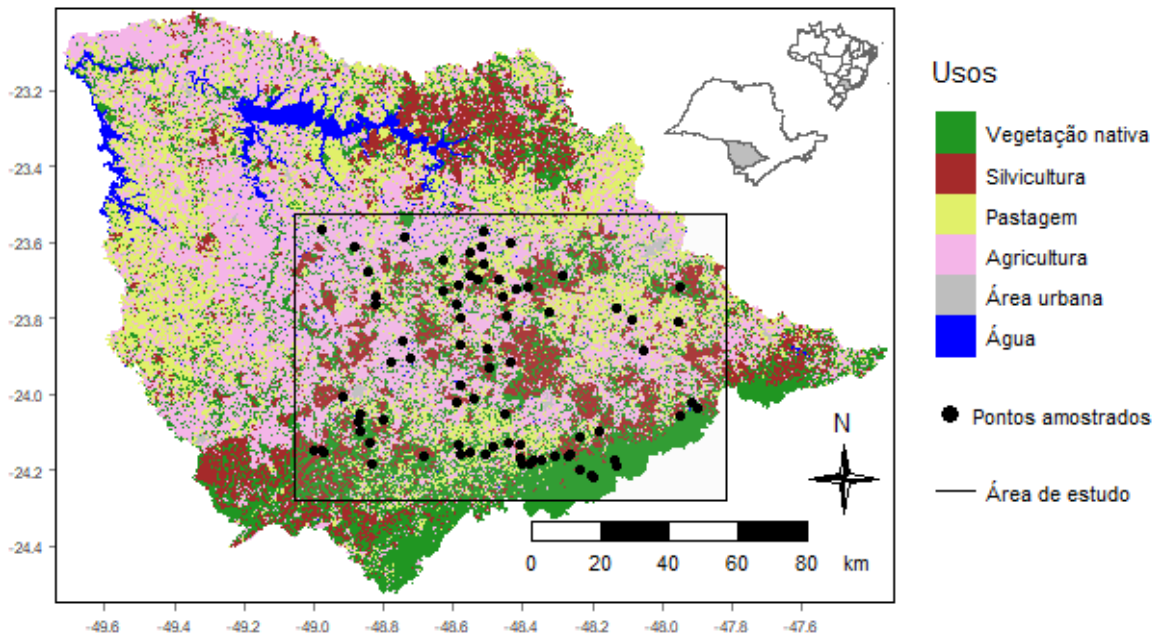 Usos
Vegetação nativa
Silvicultura
Pastagem
Agricultura
Área urbana
Água
Pontos amostrados
Área de estudo
N
0 20 40 60 80 km
-23.2
-23.4
-23.6
-23.8
-24.0
-24.2
-24.4
-49.6 -49.4 -49.2 -49.0 -48.8 -48.6 -48.4 -48.2 -48.0 -47.8 -47.6